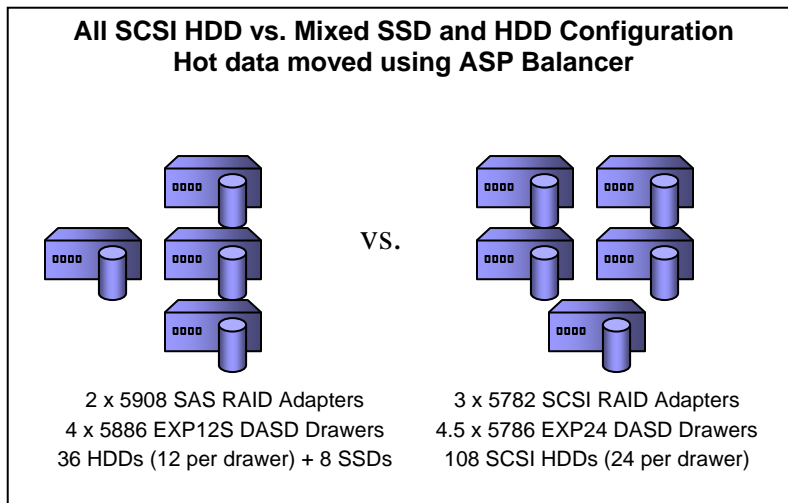 All SCSI HDD vs. Mixed SSD and HDD Configuration
Hot data moved using ASP Balancer
vs.
2 x 5908 SAS RAID Adapters
4 x 5886 EXP12S DASD Drawers
36 HDDs (12 per drawer) + 8 SSDs
3 x 5782 SCSI RAID Adapters
4.5 x 5786 EXP24 DASD Drawers
108 SCSI HDDs (24 per drawer)